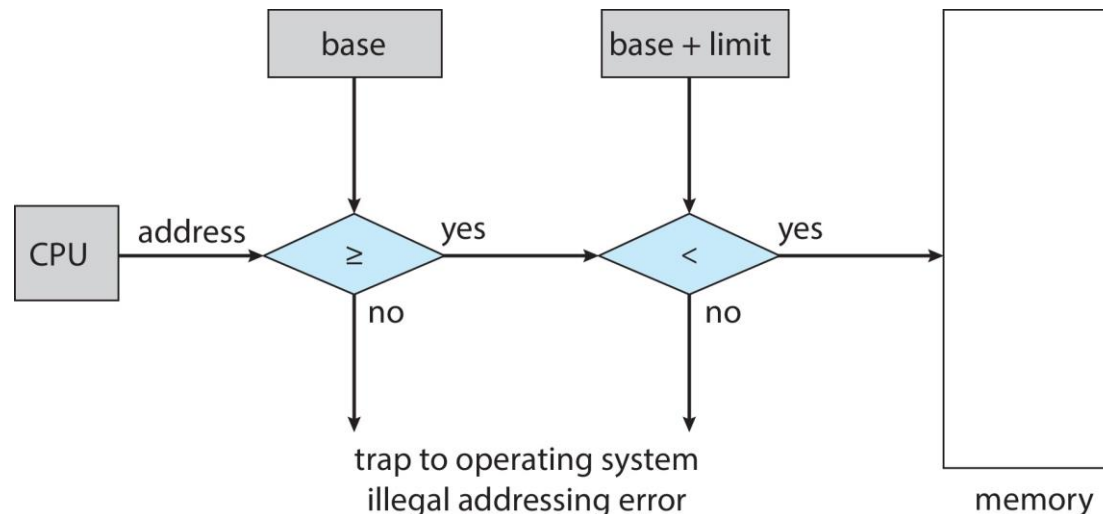 base
base + limit
CPU
address
≥
yes
<
yes
no
no
trap to operating system
illegal addressing error
memory